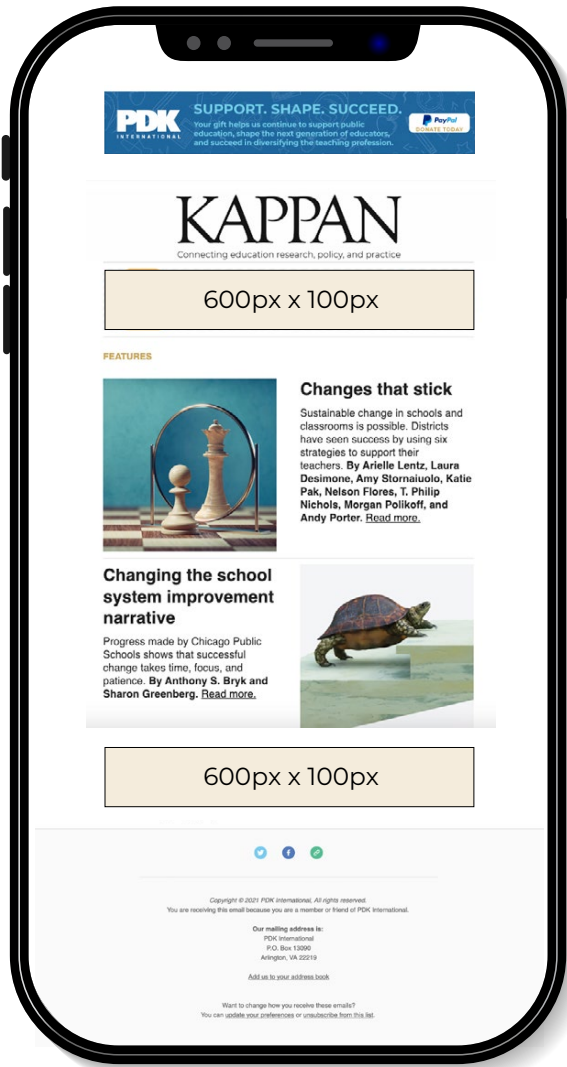 PDK
INTERNATIONAL
SUPPORT. SHAPE. SUCCEED.
Your gift helps us continue to support public
education, shape the next generation of educators,
and succeed in diversifying the teaching profession.
PayPal
DONATE TODAY
KAPPAN
Connecting education research, policy, and practice
600px x 100px
FEATURES
Changes that stick
Sustainable change in schools and
classrooms is possible. Districts
have seen success by using six
strategies to support their
teachers. By Arielle Lentz, Laura
Desimone, Amy Stornaiuolo, Katie
Pak, Nelson Flores, T. Philip
Nichols, Morgan Polikoff, and
Andy Porter. Read more.
Changing the school
system improvement
narrative
Progress made by Chicago Public
Schools shows that successful
change takes time, focus, and
patience. By Anthony S. Bryk and
Sharon Greenberg. Read more.
600px x 100px
Copyright © 2021 PDK International, All rights reserved.
You are receiving this email because you are a member or friend of PDK International.
Our mailing address is:
PDK International
P.O. Box 13090
Arlington, VA 22219
Add us to your address book
Want to change how you receive these emails?
You can update your preferences or unsubscribe from this list.